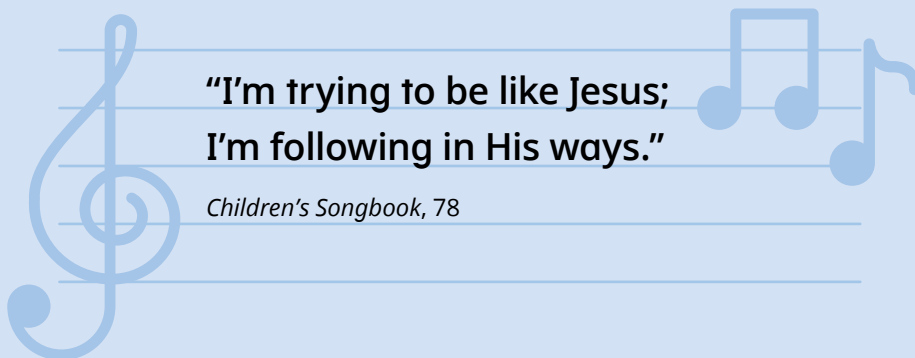 “I’m trying to be like Jesus;
I’m following in His ways.”
Children’s Songbook, 78